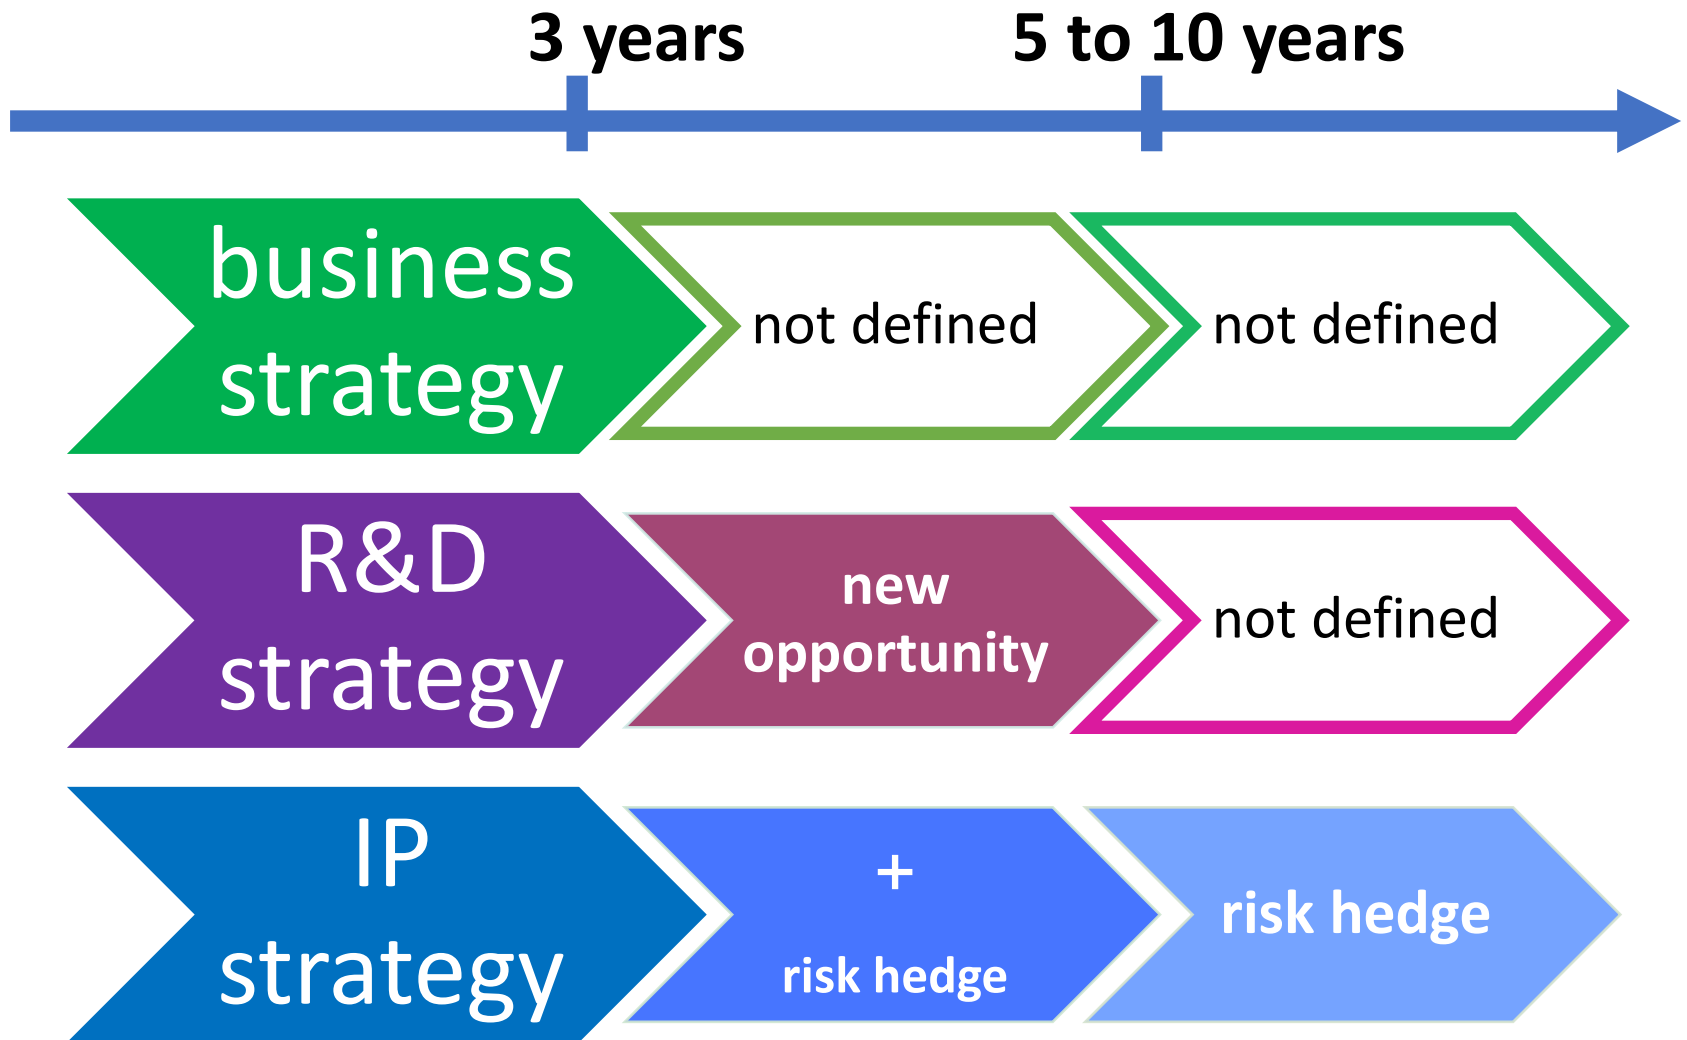 3 years
5 to 10 years
business
strategy
not defined
not defined
R&D
strategy
new
opportunity
not defined
IP
strategy
+
risk hedge
risk hedge